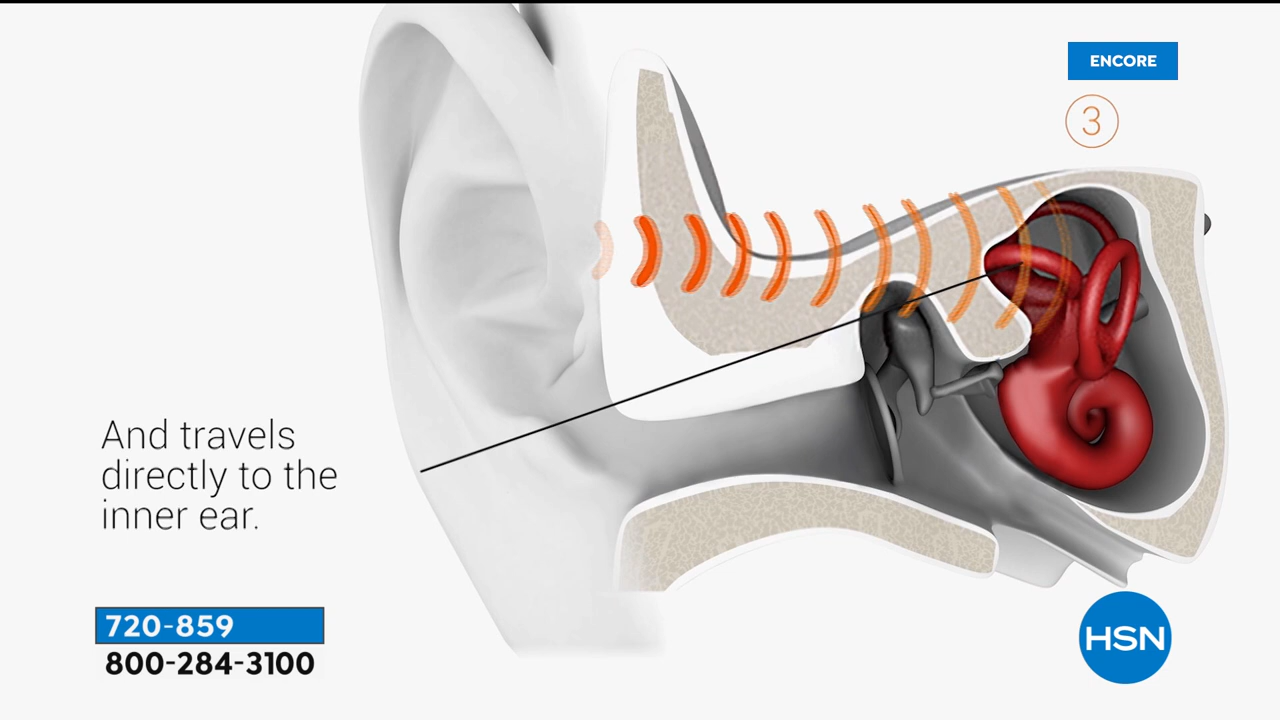 ENCORE
3
And travels
directly to the
inner ear.
720-859
800-284-3100
HSN